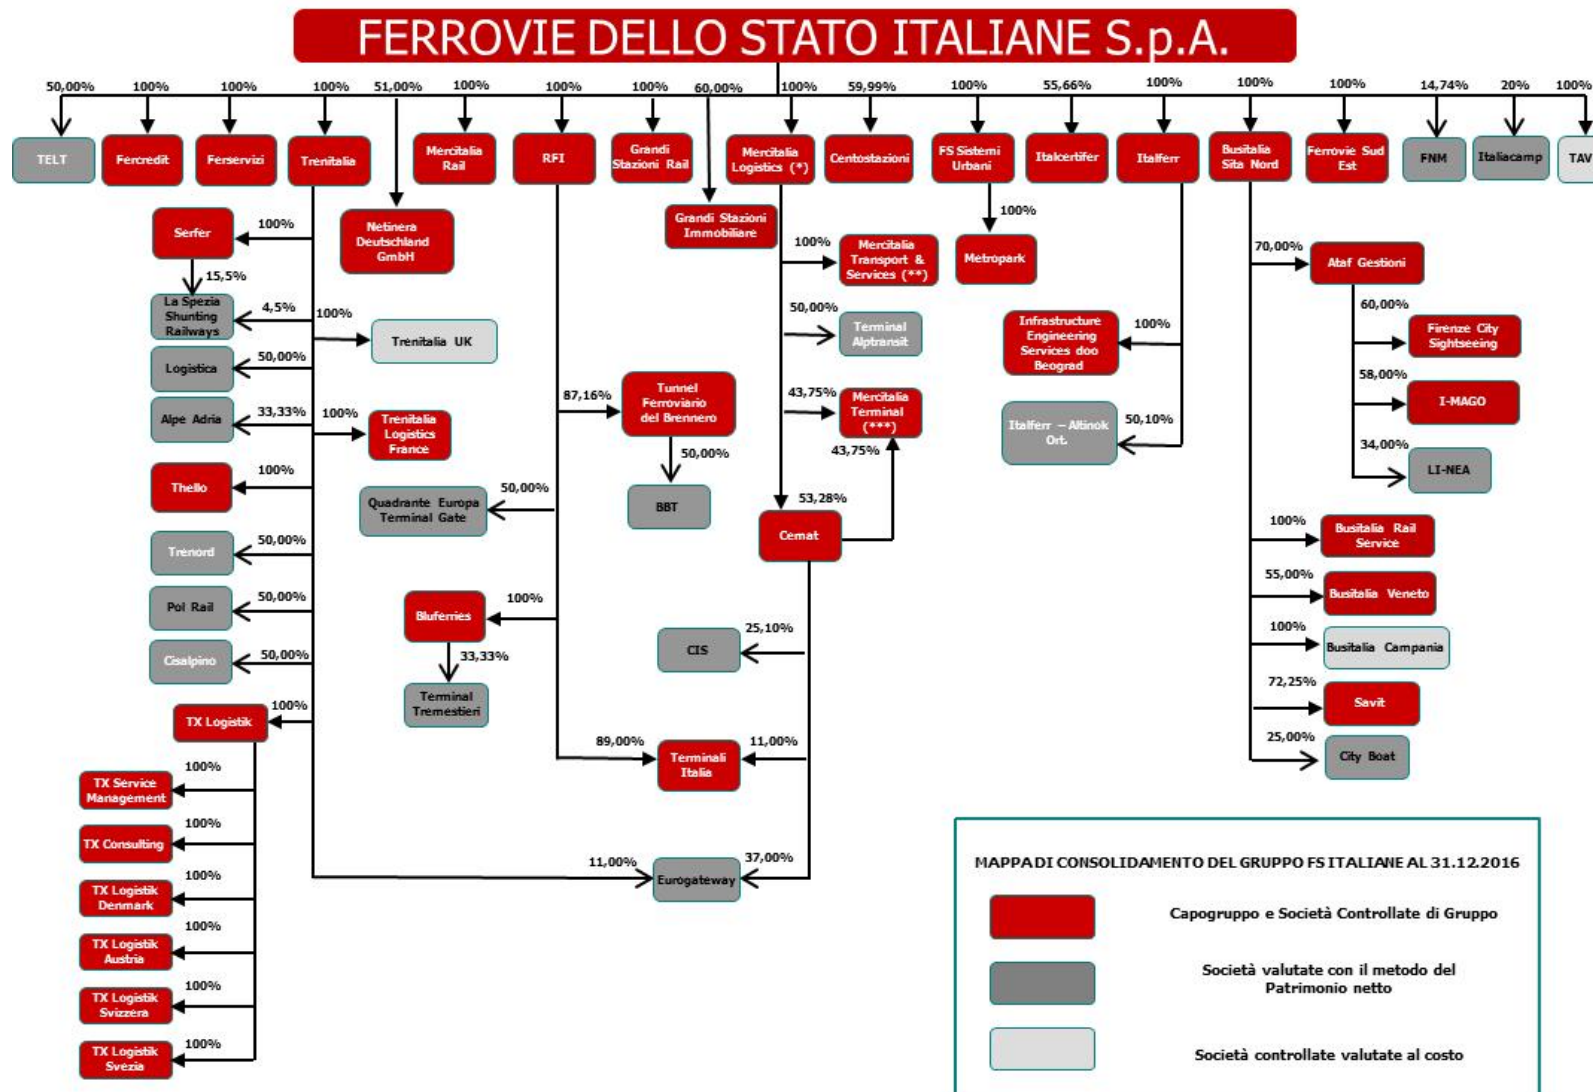 FERROVIE DELLO STATO ITALIANE S.p.A.
50,00%
100%
100%
100%
51,00%
100%
100%
100%
60,00%
100%
59,99%
100%
55,66%
100%
100%
100%
14,74%
20%
100%
TELT
Fercredit
Ferservizi
Trenitalia
Mercitalia
Rail
RFI
Grandi
Stazioni Rail
Mercitalia
Logistics (*)
Centostazioni
FS Sistemi
Urbani
Italcertifer
Italferr
Busitalia
Sita Nord
Ferrovie Sud
Est
FNM
Italiacamp
TAV
Serfer
100%
Netinera
Deutschland
GmbH
Grandi Stazioni
Immobiliare
100%
Mercitalia
Transport &
Services (**)
100%
Metropark
70,00%
Ataf Gestioni
15,5%
La Spezia
Shunting
Railways
4,5%
100%
Trenitalia UK
50,00%
Terminal
Alptransit
Infrastructure
Engineering
Services doo
Beograd
100%
60,00%
Firenze City
Sightseeing
Logistica
50,00%
87,16%
Tunnel
Ferroviario
del Brennero
43,75%
Mercitalia
Terminal
(***)
58,00%
I-MAGO
Alpe Adria
33,33%
100%
Trenitalia
Logistics
France
43,75%
Italferr – Altinok
Ort.
50,10%
34,00%
LI-NEA
Thello
100%
50,00%
BBT
Quadrante Europa
Terminal Gate
50,00%
53,28%
Cemat
100%
Busitalia Rail
Service
Trenord
50,00%
55,00%
Busitalia Veneto
Pol Rail
50,00%
Bluferries
100%
25,10%
CIS
100%
Busitalia Campania
Cisalpino
50,00%
33,33%
Terminal
Tremestieri
72,25%
Savit
TX Logistik
100%
89,00%
Terminali
Italia
11,00%
25,00%
City Boat
100%
TX Service
Management
100%
TX Consulting
11,00%
Eurogateway
37,00%
100%
TX Logistik
Denmark
100%
TX Logistik
Austria
100%
TX Logistik
Svizzera
100%
TX Logistik
Svezia
MAPPA DI CONSOLIDAMENTO DEL GRUPPO FS ITALIANE AL 31.12.2016
Capogruppo e Società Controllate di Gruppo
Società valutate con il metodo del
Patrimonio netto
Società controllate valutate al costo